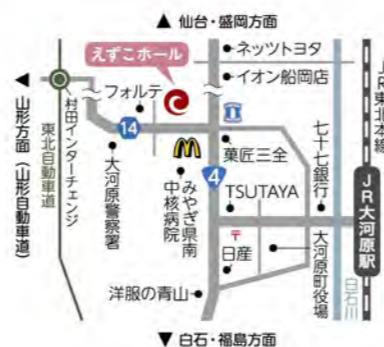 ▲ 仙台・盛岡方面
えずこホール
ネッツトヨタ
イオン船岡店
フォルテ
14
菓匠三全
4
TSUTAYA
七十七銀行
JR東北本線
JR大河原駅
白石川
◀ 山形方面(山形自動車道)
東北自動車道
村田インターチェンジ
大河原警察署
みやぎ県南
中核病院
〒
日産
大河原町役場
洋服の青山
▼ 白石・福島方面